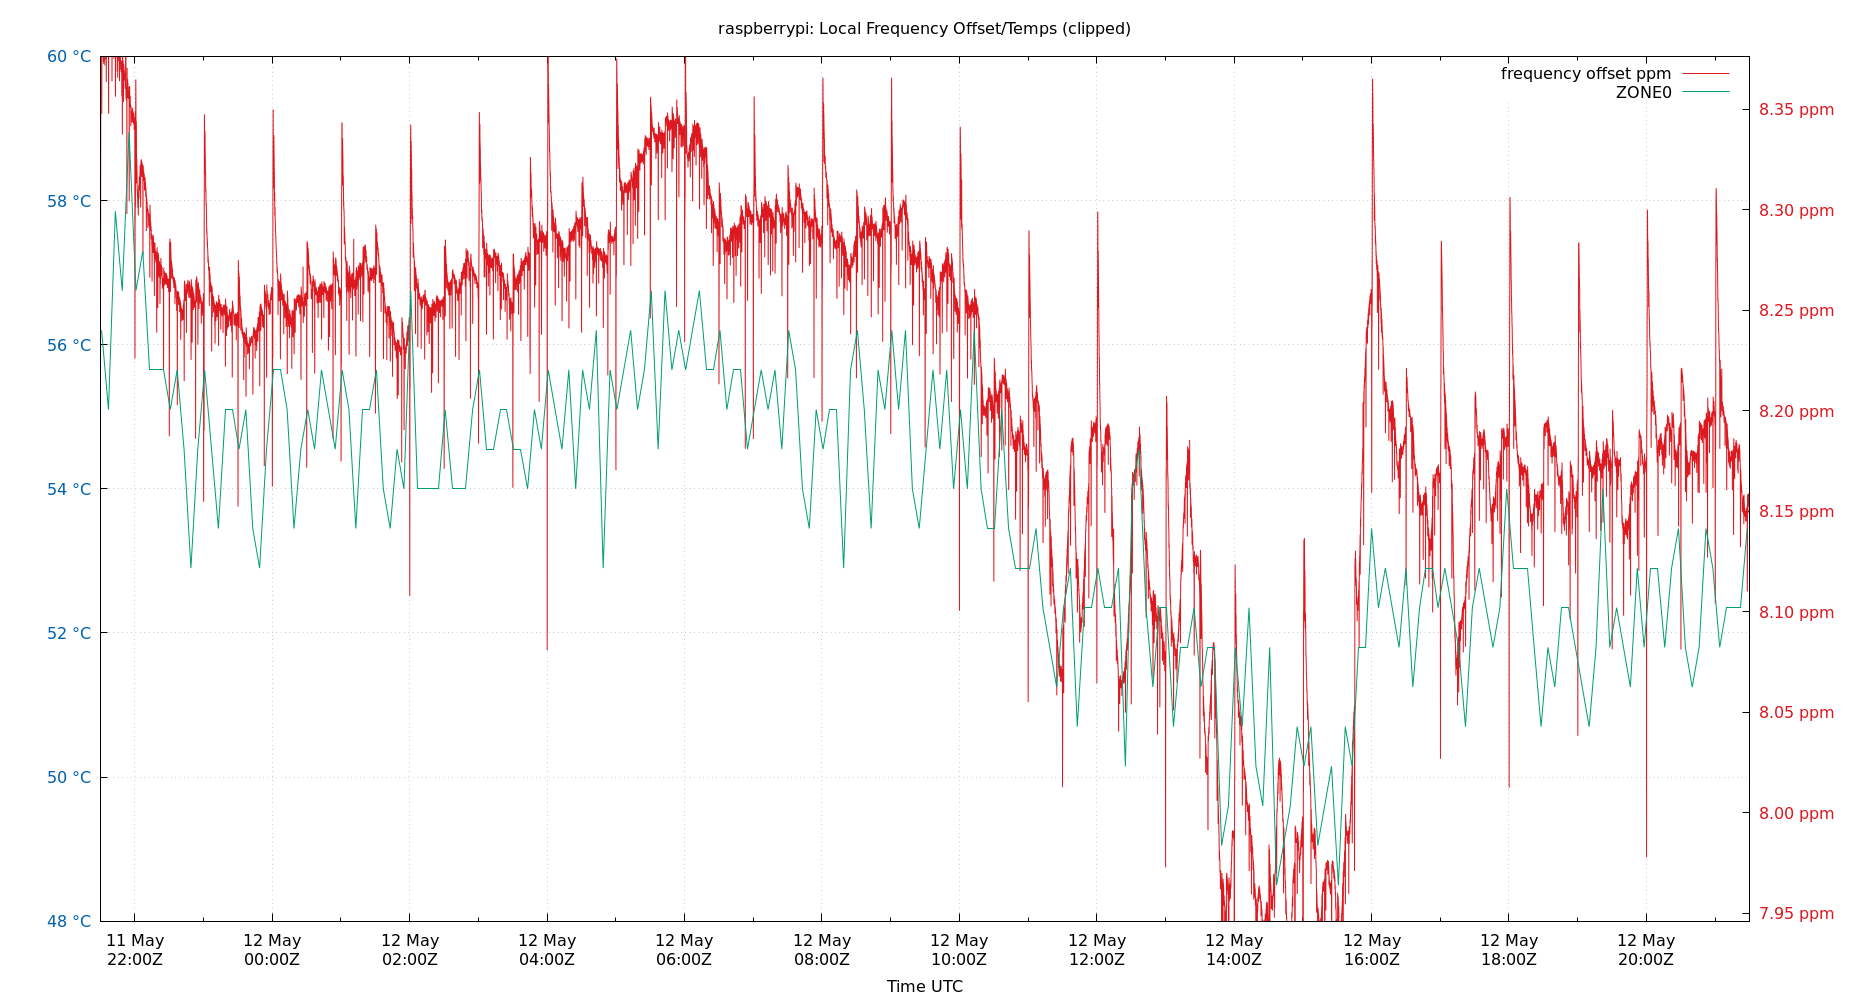 raspberrypi: Local Frequency Offset/Temps (clipped)
frequency offset ppm
ZONE0
60 °C
58 °C
56 °C
54 °C
52 °C
50 °C
48 °C
8.35 ppm
8.30 ppm
8.25 ppm
8.20 ppm
8.15 ppm
8.10 ppm
8.05 ppm
8.00 ppm
7.95 ppm
11 May 12 May 12 May 12 May 12 May 12 May 12 May 12 May 12 May 12 May 12 May 12 May
22:00Z 00:00Z 02:00Z 04:00Z 06:00Z 08:00Z 10:00Z 12:00Z 14:00Z 16:00Z 18:00Z 20:00Z
Time UTC